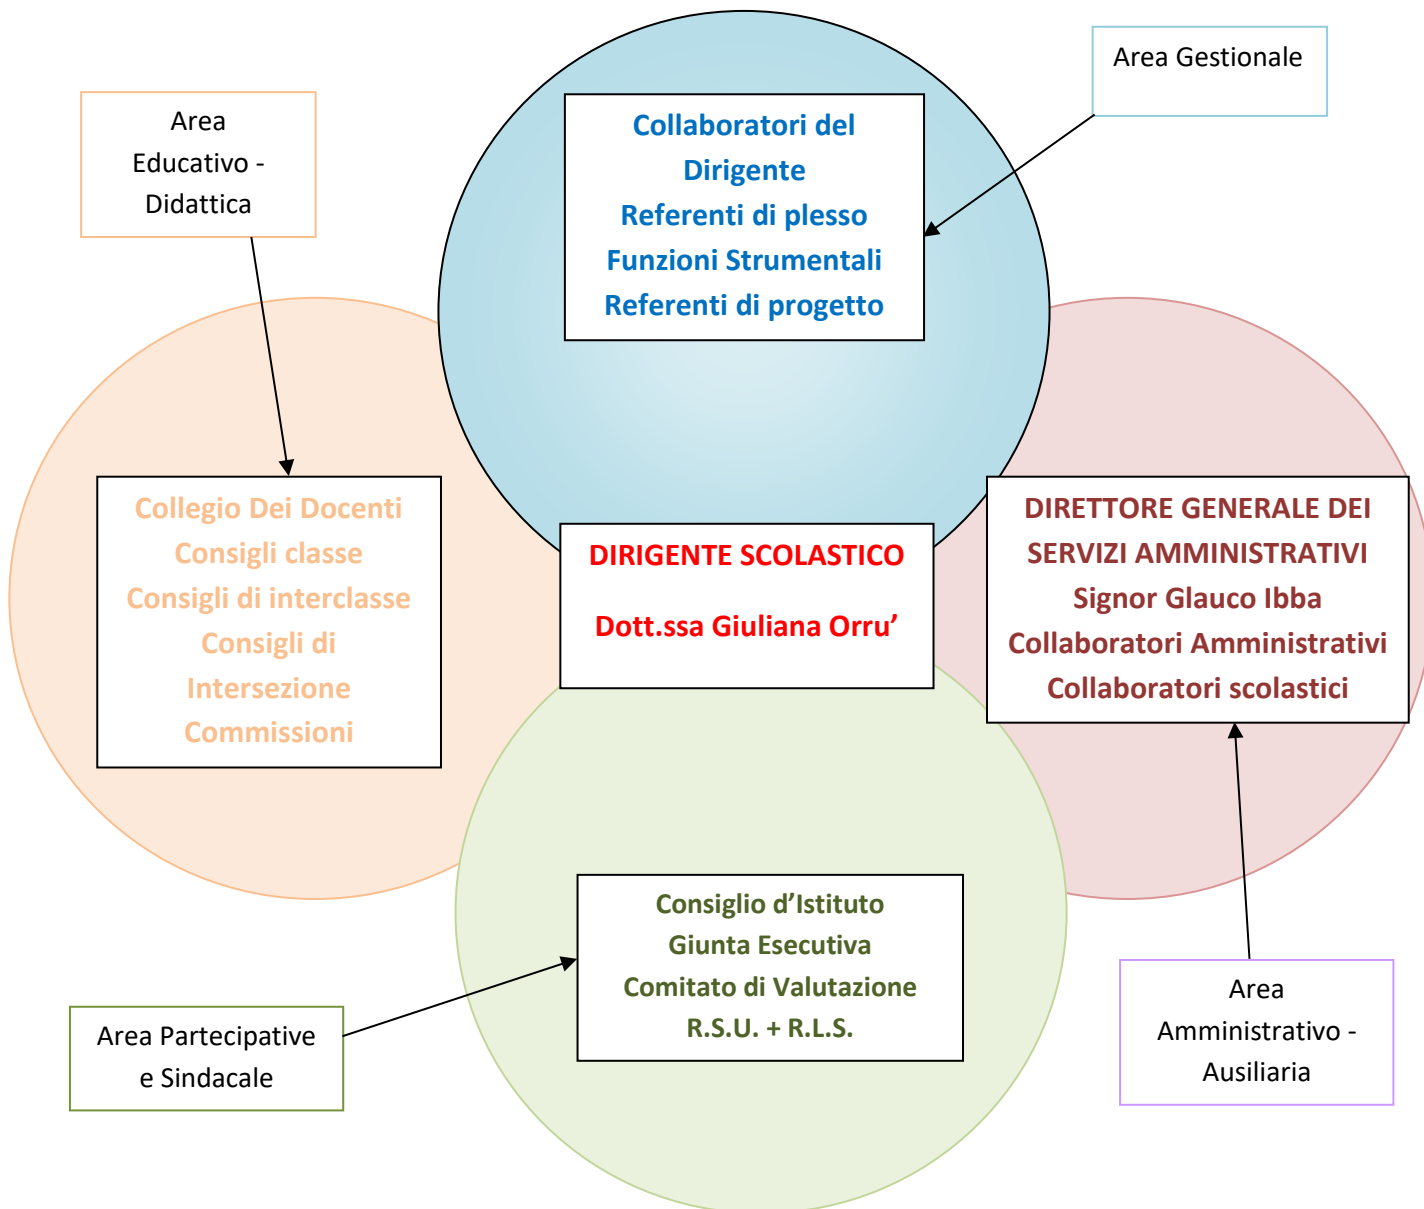 Area Gestionale
Area
Educativo -
Didattica
Collaboratori del
Dirigente
Referenti di plesso
Funzioni Strumentali
Referenti di progetto
Collegio Dei Docenti
Consigli classe
Consigli di interclasse
Consigli di
Intersezione
Commissioni
DIRIGENTE SCOLASTICO
Dott.ssa Giuliana Orru’
DIRETTORE GENERALE DEI
SERVIZI AMMINISTRATIVI
Signor Glauco Ibba
Collaboratori Amministrativi
Collaboratori scolastici
Consiglio d’Istituto
Giunta Esecutiva
Comitato di Valutazione
R.S.U. + R.L.S.
Area Partecipative
e Sindacale
Area
Amministrativo -
Ausiliaria